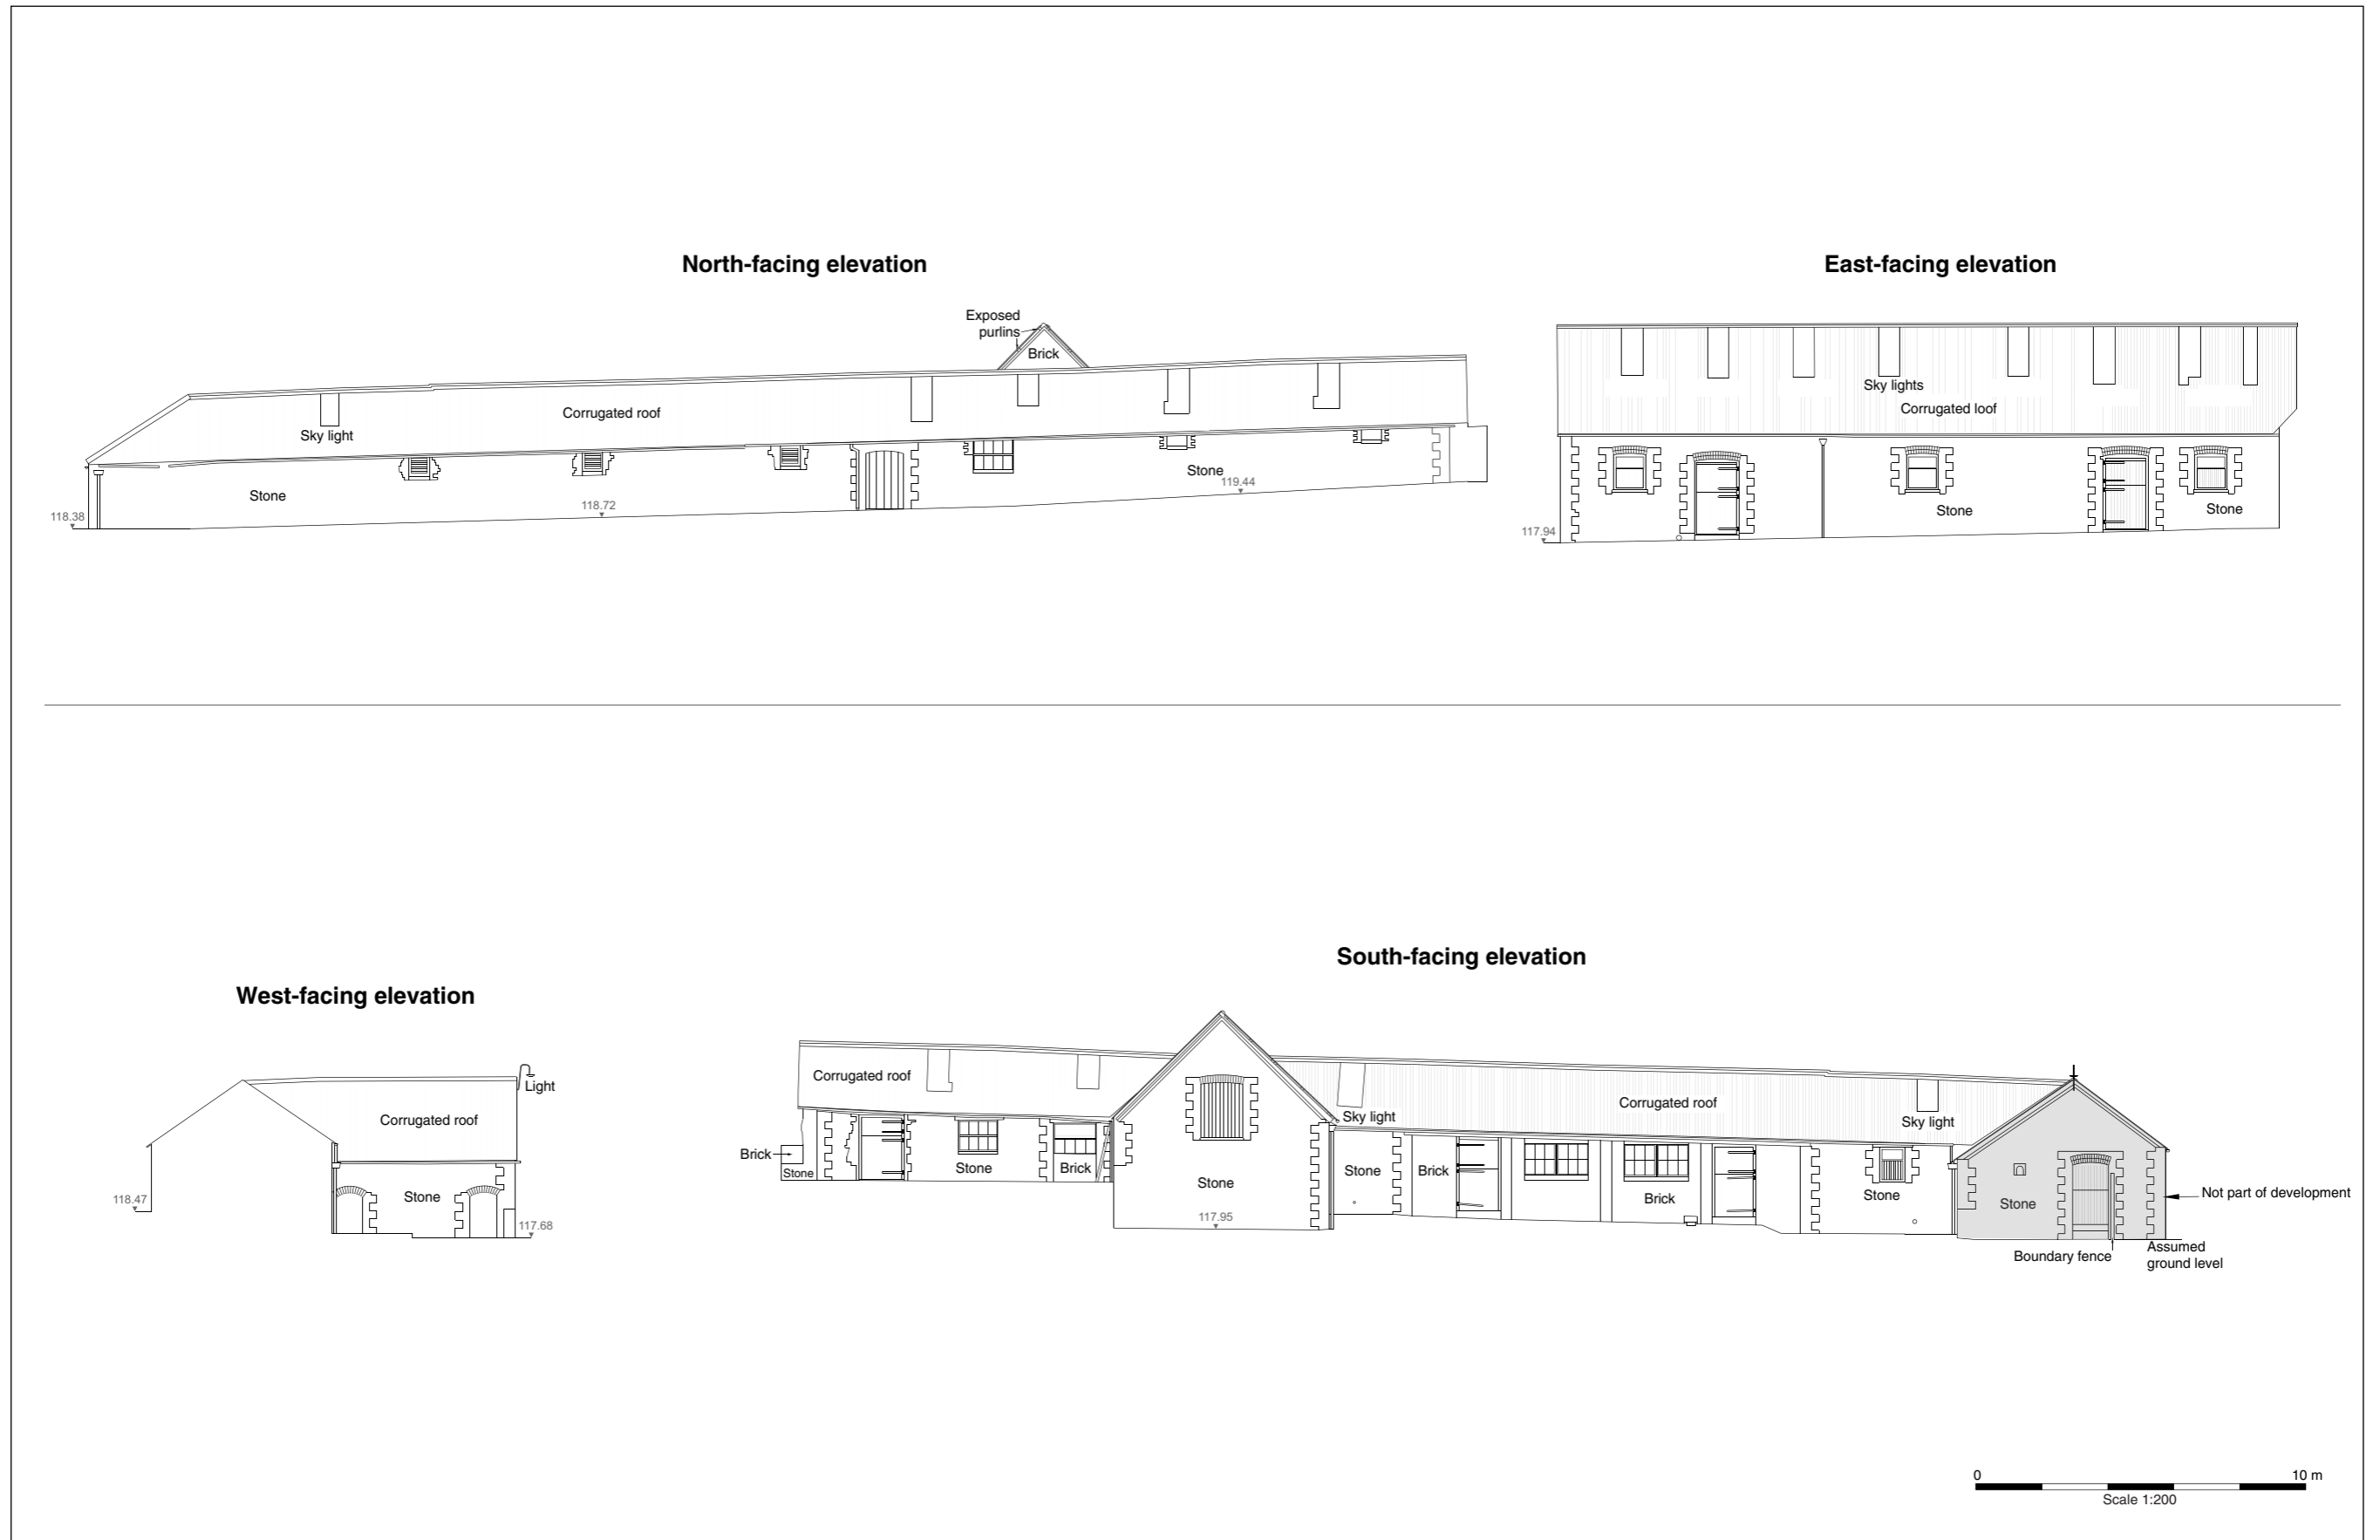 North-facing elevation
Exposed
purlins
Brick
Corrugated roof
Sky light
Stone
Stone
118.38
118.72
119.44
East-facing elevation
Sky lights
Corrugated loof
Stone
Stone
117.94
West-facing elevation
Light
Corrugated roof
Stone
118.47
117.68
South-facing elevation
Corrugated roof
Brick
Stone
Stone
Brick
Stone
117.95
Sky light
Corrugated roof
Sky light
Stone
Brick
Brick
Stone
Stone
Not part of development
Boundary fence
Assumed
ground level
0
10 m
Scale 1:200